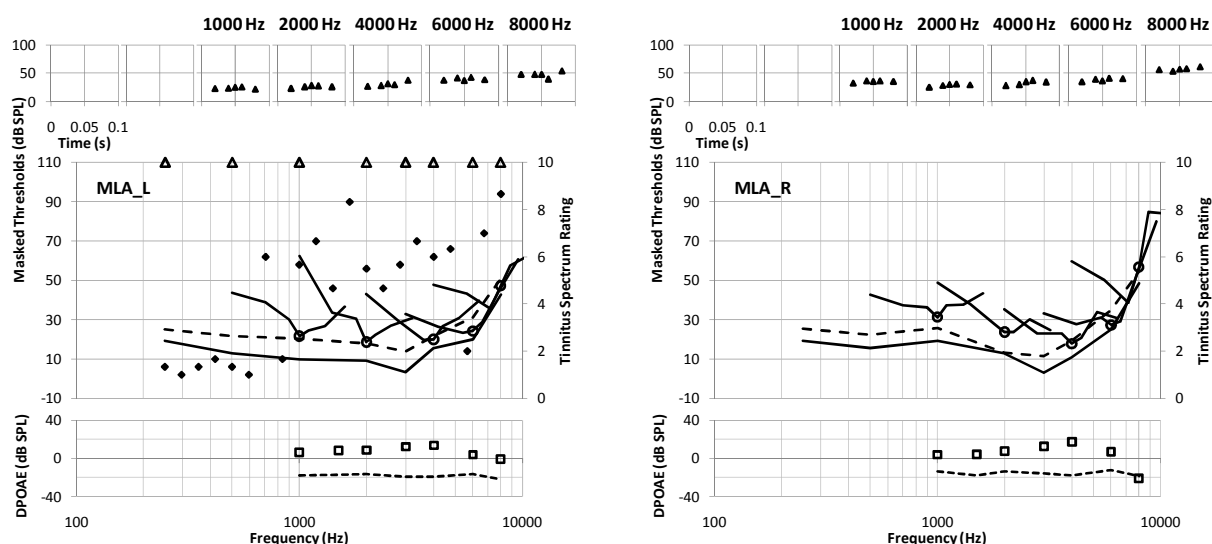 1000 Hz 2000 Hz 4000 Hz 6000 Hz 8000 Hz
100
50
0
0 0.05 0.1
Time (s)
Masked Thresholds (dB SPL)
110
90
70
50
30
10
-10
MLA_L
10
8
6
4
2
0
Tinnitus Spectrum Rating
DPOAE (dB SPL)
40
0
-40
100 1000 10000
Frequency (Hz)
1000 Hz 2000 Hz 4000 Hz 6000 Hz 8000 Hz
100
50
0
0 0.05 0.1
Time (s)
Masked Thresholds (dB SPL)
110
90
70
50
30
10
-10
MLA_R
10
8
6
4
2
0
Tinnitus Spectrum Rating
DPOAE (dB SPL)
40
0
-40
100 1000 10000
Frequency (Hz)